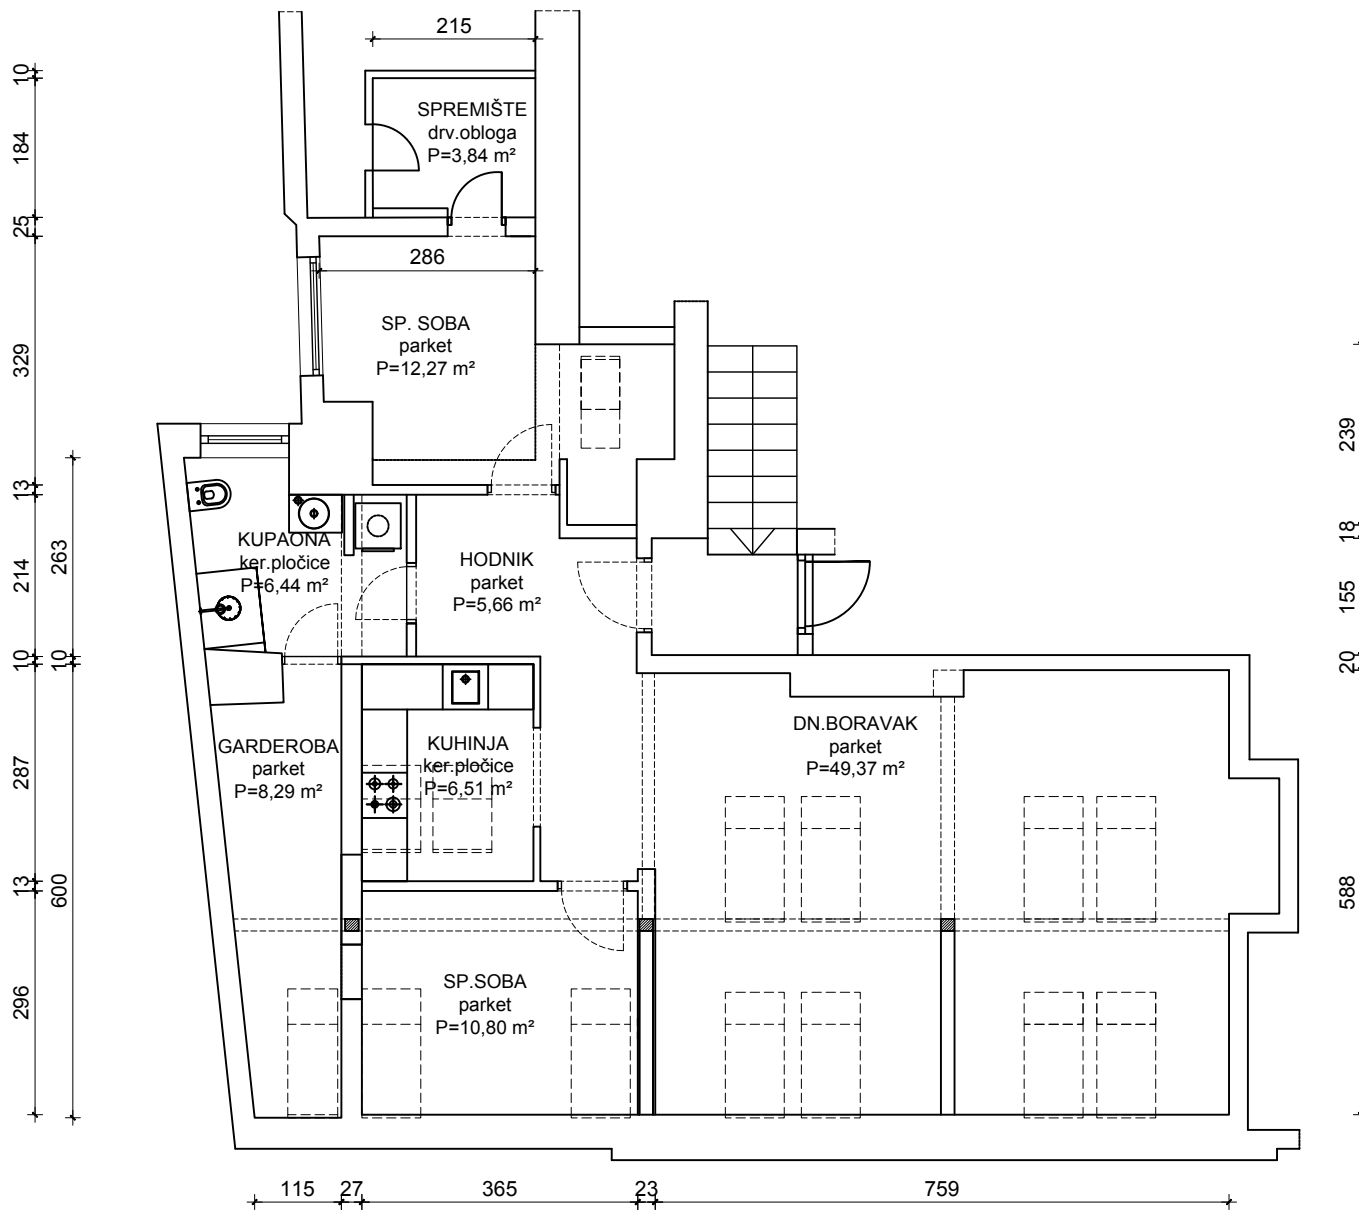 215
SPREMIŠTE
drv.obloga
P=3,84 m²
286
SP. SOBA
parket
P=12,27 m²
KUPAONA
ker.pločice
P=6,44 m²
HODNIK
parket
P=5,66 m²
GARDEROBA
parket
P=8,29 m²
KUHINJA
ker.pločice
P=6,51 m²
DN.BORAVAK
parket
P=49,37 m²
SP.SOBA
parket
P=10,80 m²
10
184
25
329
13
214
10
287
13
296
263
10
600
239
18
155
20
588
115
27
365
23
759